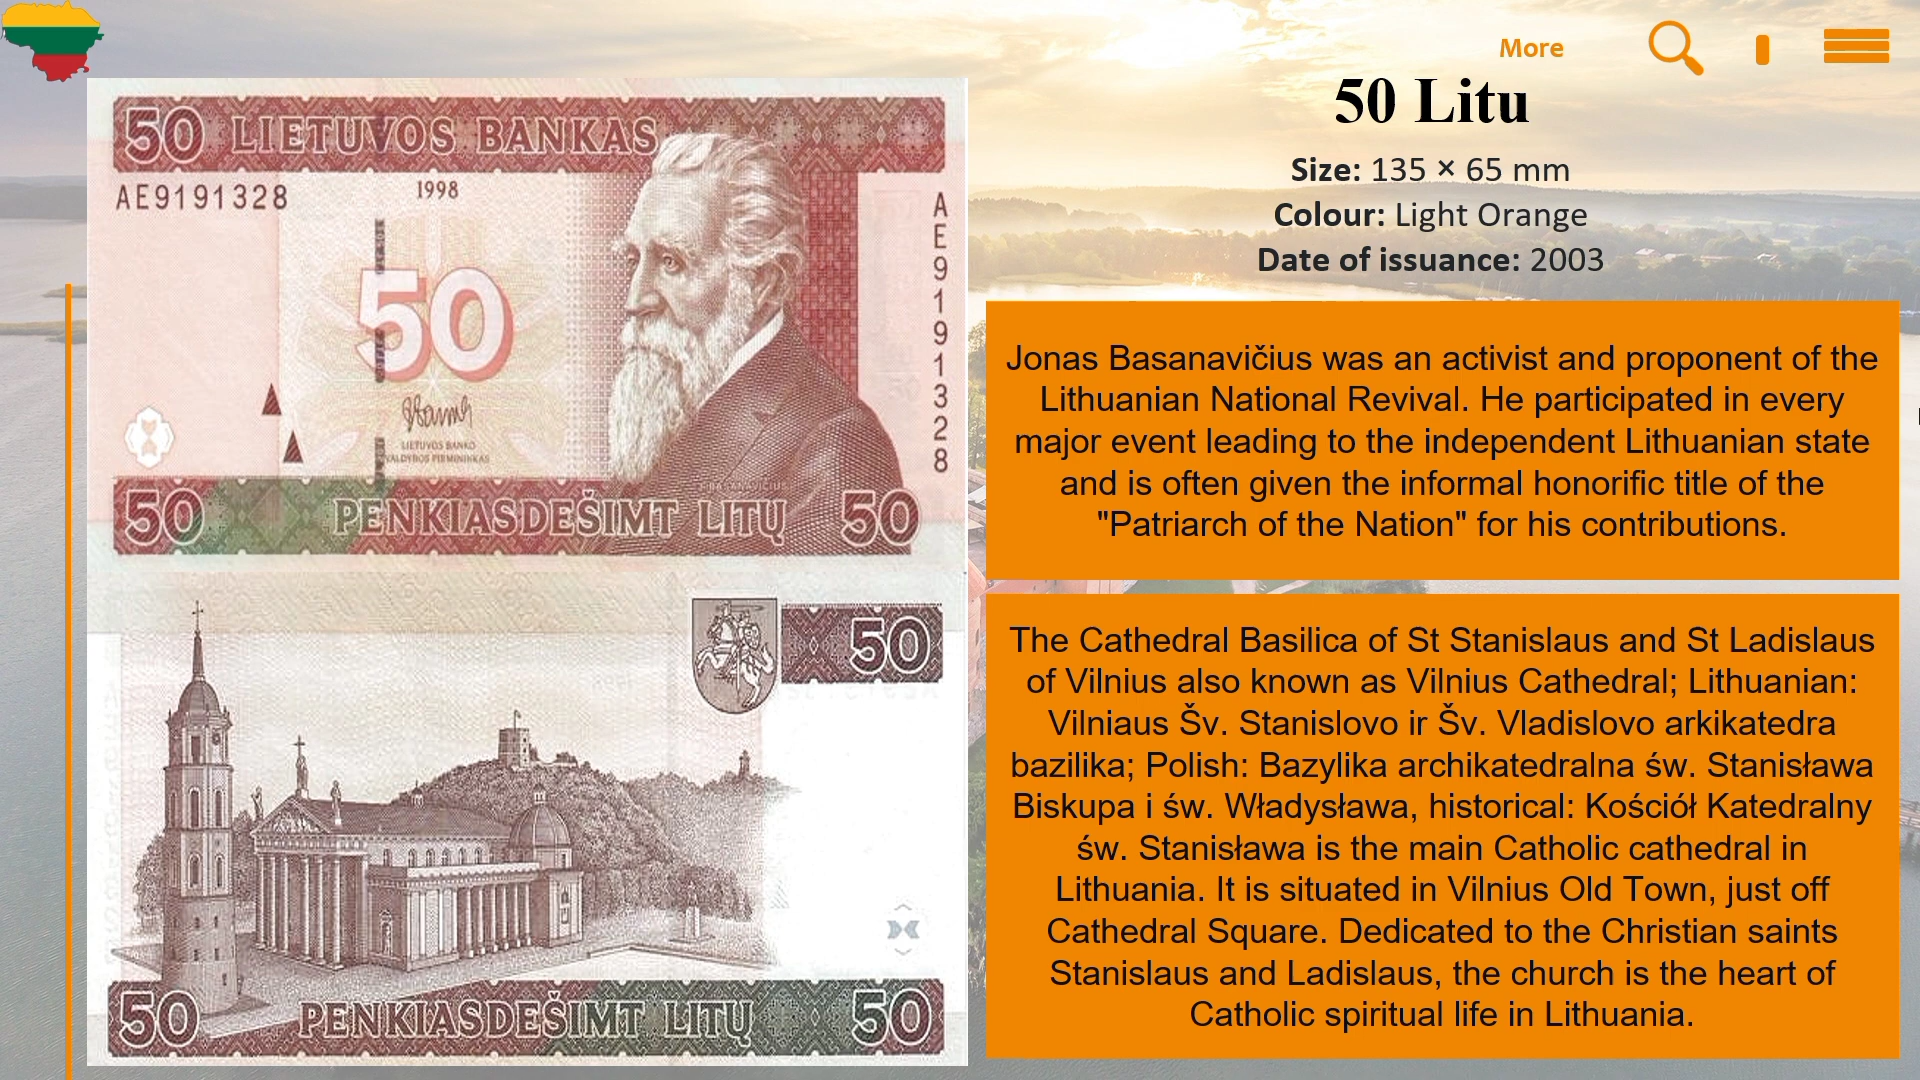 More
50 Litu
Size: 135 × 65 mm
Colour: Light Orange
Date of issuance: 2003
50 LIETUVOS BANKAS
AE9191328
1998
AE9191328
50
LIETUVOS BANKO
VALDYBOS PIRMININKAS
J. BASANAVIČIUS
50 PENKIASDEŠIMT LITŲ 50
50
50 PENKIASDEŠIMT LITŲ 50
Jonas Basanavičius was an activist and proponent of the
Lithuanian National Revival. He participated in every
major event leading to the independent Lithuanian state
and is often given the informal honorific title of the
"Patriarch of the Nation" for his contributions.
The Cathedral Basilica of St Stanislaus and St Ladislaus
of Vilnius also known as Vilnius Cathedral; Lithuanian:
Vilniaus Šv. Stanislovo ir Šv. Vladislovo arkikatedra
bazilika; Polish: Bazylika archikatedralna św. Stanisława
Biskupa i św. Władysława, historical: Kościół Katedralny
św. Stanisława is the main Catholic cathedral in
Lithuania. It is situated in Vilnius Old Town, just off
Cathedral Square. Dedicated to the Christian saints
Stanislaus and Ladislaus, the church is the heart of
Catholic spiritual life in Lithuania.